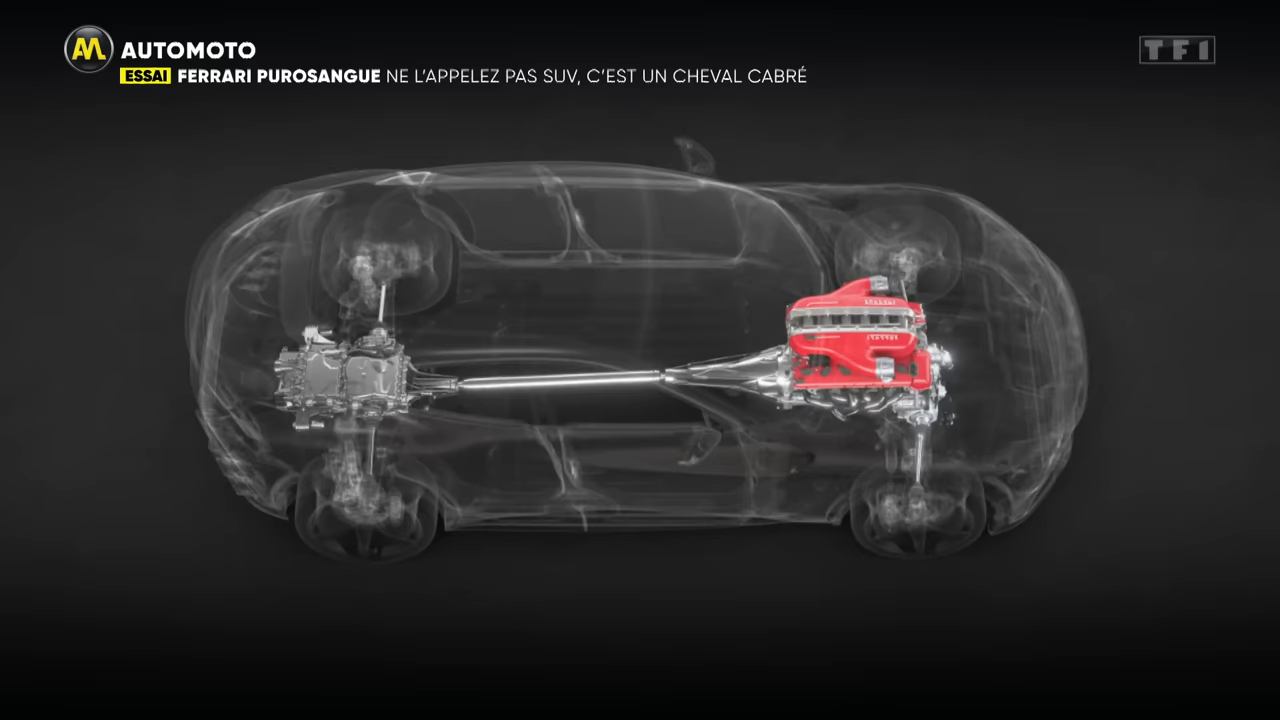 AUTOMOTO
TF1
ESSAI FERRARI PUROSANGUE NE L'APPELEZ PAS SUV, C'EST UN CHEVAL CABRÉ